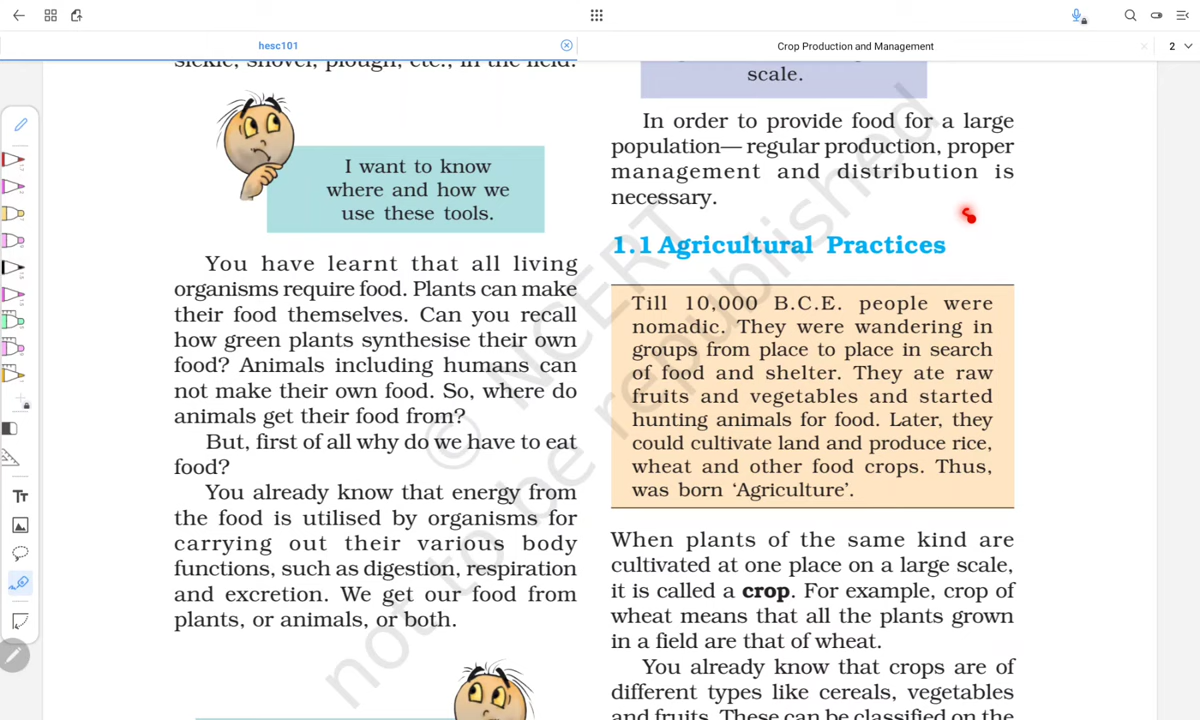 hesc101
Crop Production and Management
2
sickle, shovel, plough, etc., in the field.
I want to know
where and how we
use these tools.
You have learnt that all living
organisms require food. Plants can make
their food themselves. Can you recall
how green plants synthesise their own
food? Animals including humans can
not make their own food. So, where do
animals get their food from?
But, first of all why do we have to eat
food?
You already know that energy from
the food is utilised by organisms for
carrying out their various body
functions, such as digestion, respiration
and excretion. We get our food from
plants, or animals, or both.
scale.
In order to provide food for a large
population— regular production, proper
management and distribution is
necessary.
1.1 Agricultural Practices
Till 10,000 B.C.E. people were
nomadic. They were wandering in
groups from place to place in search
of food and shelter. They ate raw
fruits and vegetables and started
hunting animals for food. Later, they
could cultivate land and produce rice,
wheat and other food crops. Thus,
was born ‘Agriculture’.
When plants of the same kind are
cultivated at one place on a large scale,
it is called a crop. For example, crop of
wheat means that all the plants grown
in a field are that of wheat.
You already know that crops are of
different types like cereals, vegetables
and fruits. These can be classified on the
© NCERT
not to be republished
Tт